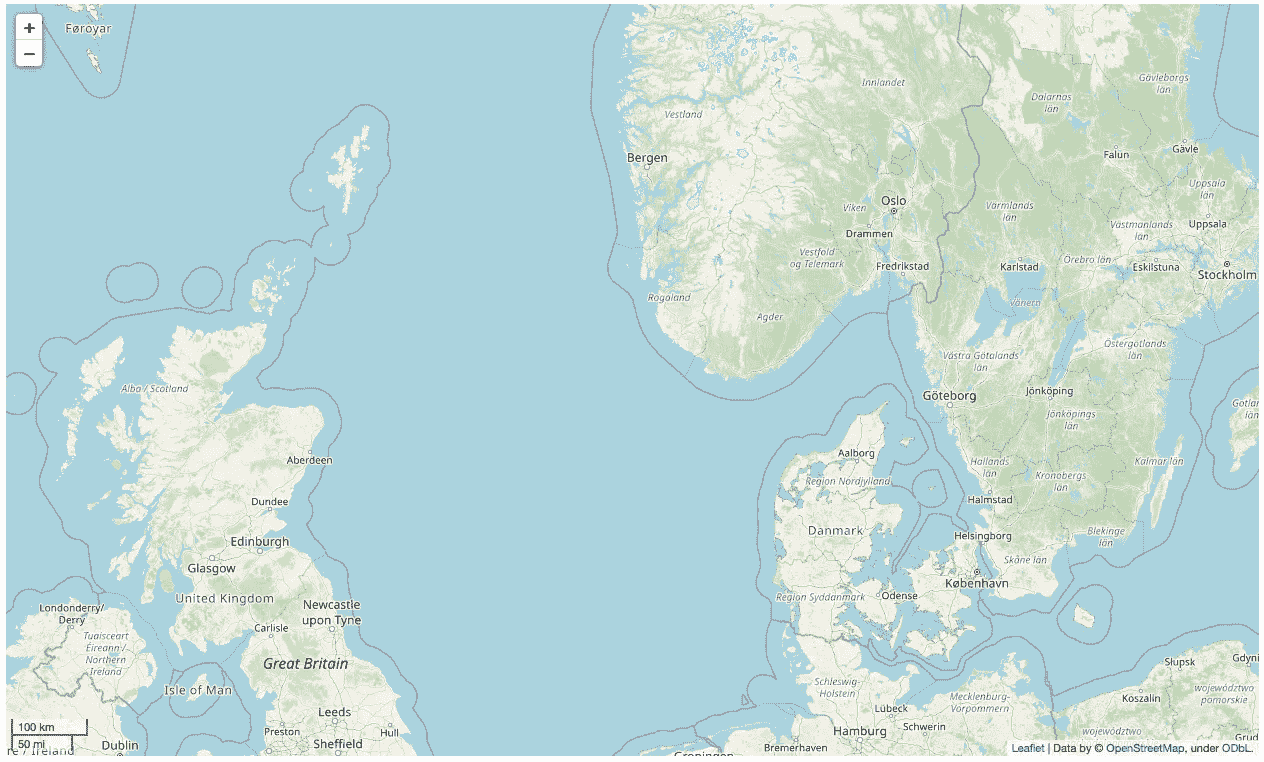 +
−
Føroyar
Gävleborgs
län
Innlandet
Dalarnas
län
Vestland
Bergen
Falun
Gävle
Uppsala
län
Oslo
Viken
Värmlands
län
Västmanlands
län
Uppsala
Drammen
Vestfold
og Telemark
Fredrikstad
Karlstad
Örebro län
Eskilstuna
Stockholm
Rogaland
Vänern
Agder
Östergötlands
län
Västra Götalands
län
Alba / Scotland
Göteborg
Jönköping
Jönköpings
län
Aberdeen
Aalborg
Hallands
län
Kalmar län
Region Nordjylland
Kronobergs
län
Dundee
Halmstad
Danmark
Edinburgh
Helsingborg
Blekinge
län
Glasgow
Skåne län
København
United Kingdom
Region Syddanmark
Odense
Londonderry/
Derry
Newcastle
upon Tyne
Carlisle
Tuaisceart
Éireann /
Northern
Ireland
Great Britain
Słupsk
Isle of Man
Schleswig-
Holstein
Mecklenburg-
Vorpommern
Koszalin
województwo
pomorskie
Leeds
Lübeck
Schwerin
100 km
Preston
Hull
Hamburg
województwo
50 mi
Dublin
Sheffield
Bremerhaven
Leaflet | Data by © OpenStreetMap, under ODbL.